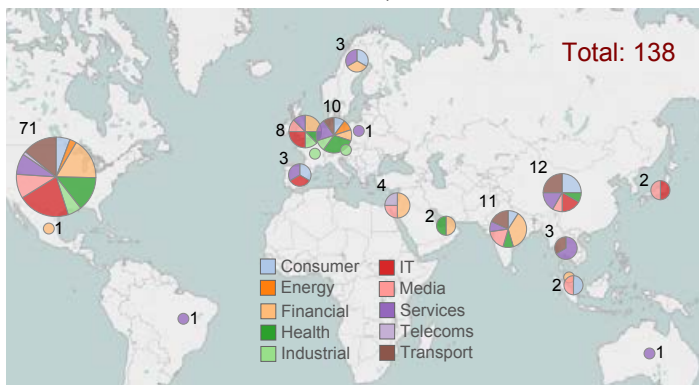 3
Total: 138
10
71
8
1
3
12
2
4
11
2
1
3
2
Consumer
Energy
Financial
Health
Industrial
IT
Media
Services
Telecoms
Transport
1
1